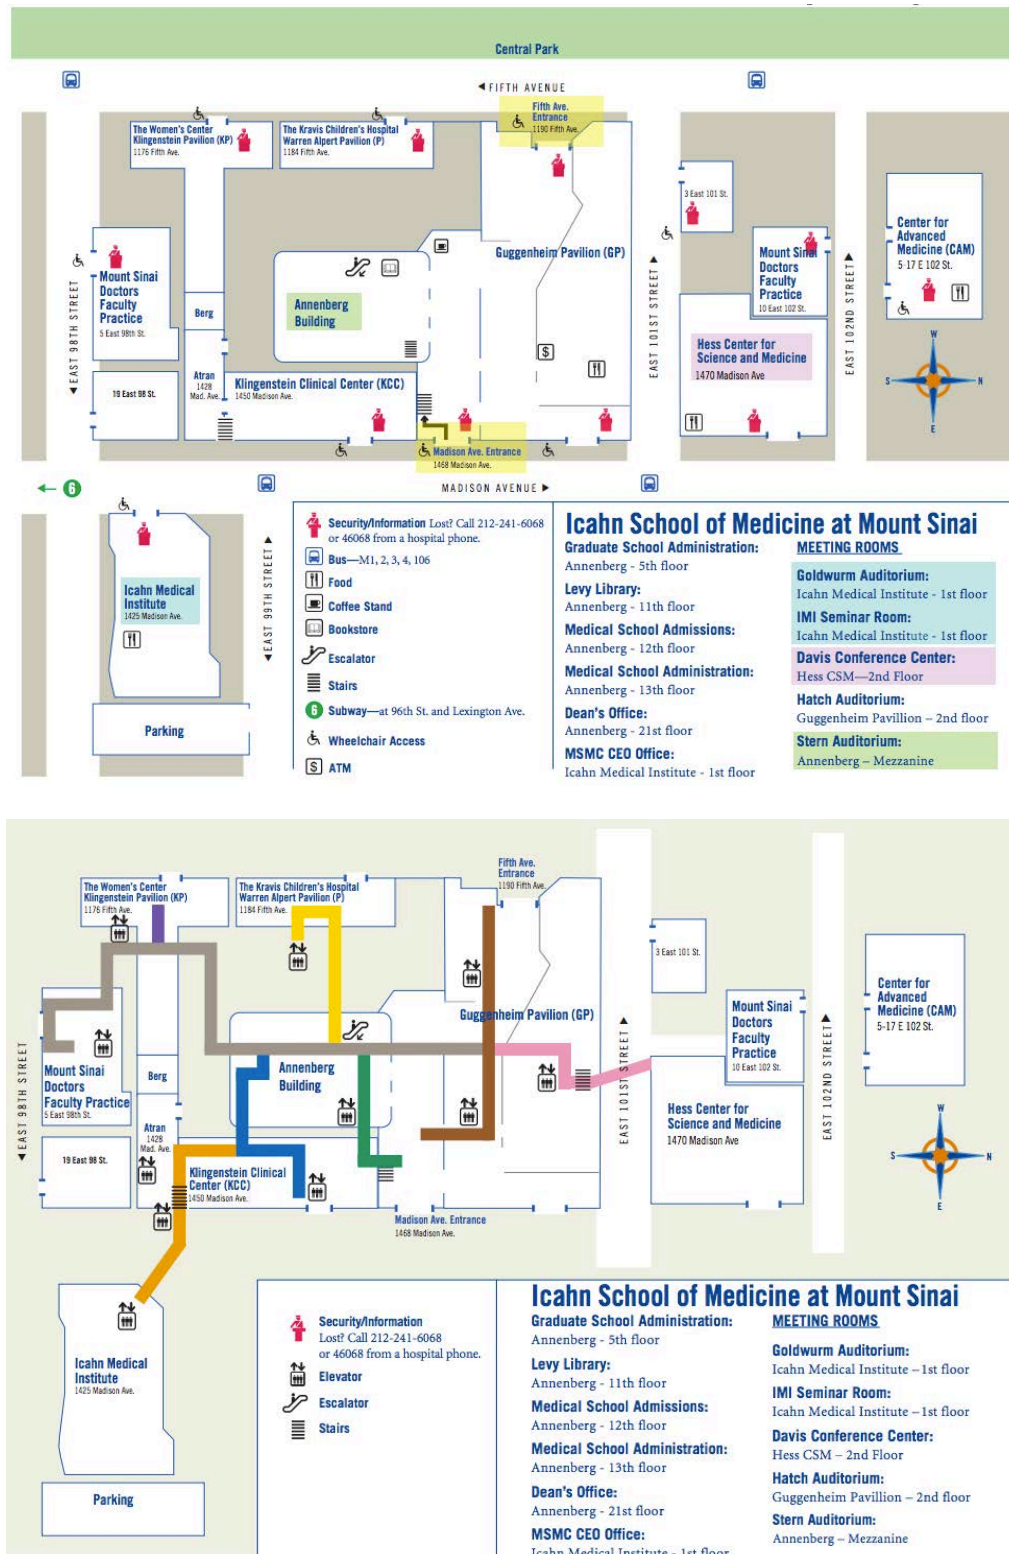 Central Park
◄ FIFTH AVENUE
The Women's Center
Klingenstein Pavilion (KP)
1176 Fifth Ave.
The Kravis Children's Hospital
Warren Alpert Pavilion (P)
1184 Fifth Ave.
Fifth Ave.
Entrance
1190 Fifth Ave.
3 East 101 St.
Guggenheim Pavilion (GP)
Mount Sinai
Doctors
Faculty
Practice
10 East 102 St.
Center for
Advanced
Medicine (CAM)
5-17 E 102 St.
Mount Sinai
Doctors
Faculty
Practice
5 East 98th St.
Berg
Annenberg
Building
◄ EAST 98TH STREET
EAST 101ST STREET ►
EAST 102ND STREET ►
Hess Center for
Science and Medicine
1470 Madison Ave
W
S
N
E
19 East 98 St.
Atran
1428
Mad. Ave.
Klingenstein Clinical Center (KCC)
1450 Madison Ave.
$
Madison Ave. Entrance
1468 Madison Ave.
← 6
MADISON AVENUE ►
Icahn Medical
Institute
1425 Madison Ave.
Parking
◄ EAST 99TH STREET ►
Security/Information Lost? Call 212-241-6068
or 46068 from a hospital phone.
Bus—M1, 2, 3, 4, 106
Food
Coffee Stand
Bookstore
Escalator
Stairs
6 Subway—at 96th St. and Lexington Ave.
Wheelchair Access
$ ATM
Icahn School of Medicine at Mount Sinai
Graduate School Administration:
Annenberg - 5th floor
Levy Library:
Annenberg - 11th floor
Medical School Admissions:
Annenberg - 12th floor
Medical School Administration:
Annenberg - 13th floor
Dean's Office:
Annenberg - 21st floor
MSMC CEO Office:
Icahn Medical Institute - 1st floor
MEETING ROOMS
Goldwurm Auditorium:
Icahn Medical Institute - 1st floor
IMI Seminar Room:
Icahn Medical Institute - 1st floor
Davis Conference Center:
Hess CSM—2nd Floor
Hatch Auditorium:
Guggenheim Pavillion – 2nd floor
Stern Auditorium:
Annenberg – Mezzanine
The Women's Center
Klingenstein Pavilion (KP)
1176 Fifth Ave.
The Kravis Children's Hospital
Warren Alpert Pavilion (P)
1184 Fifth Ave.
Fifth Ave.
Entrance
1190 Fifth Ave.
3 East 101 St.
Guggenheim Pavilion (GP)
Mount Sinai
Doctors
Faculty
Practice
10 East 102 St.
Center for
Advanced
Medicine (CAM)
5-17 E 102 St.
Mount Sinai
Doctors
Faculty Practice
5 East 98th St.
Berg
Annenberg
Building
◄ EAST 98TH STREET
EAST 101ST STREET ►
EAST 102ND STREET ►
Hess Center for
Science and Medicine
1470 Madison Ave
W
S
N
E
19 East 98 St.
Atran
1428
Mad. Ave.
Klingenstein Clinical
Center (KCC)
1450 Madison Ave.
Madison Ave. Entrance
1468 Madison Ave.
Icahn Medical
Institute
1425 Madison Ave.
Parking
Security/Information
Lost? Call 212-241-6068
or 46068 from a hospital phone.
Elevator
Escalator
Stairs
Icahn School of Medicine at Mount Sinai
Graduate School Administration:
Annenberg - 5th floor
Levy Library:
Annenberg - 11th floor
Medical School Admissions:
Annenberg - 12th floor
Medical School Administration:
Annenberg - 13th floor
Dean's Office:
Annenberg - 21st floor
MSMC CEO Office:
Icahn Medical Institute - 1st floor
MEETING ROOMS
Goldwurm Auditorium:
Icahn Medical Institute – 1st floor
IMI Seminar Room:
Icahn Medical Institute – 1st floor
Davis Conference Center:
Hess CSM – 2nd Floor
Hatch Auditorium:
Guggenheim Pavillion – 2nd floor
Stern Auditorium:
Annenberg – Mezzanine